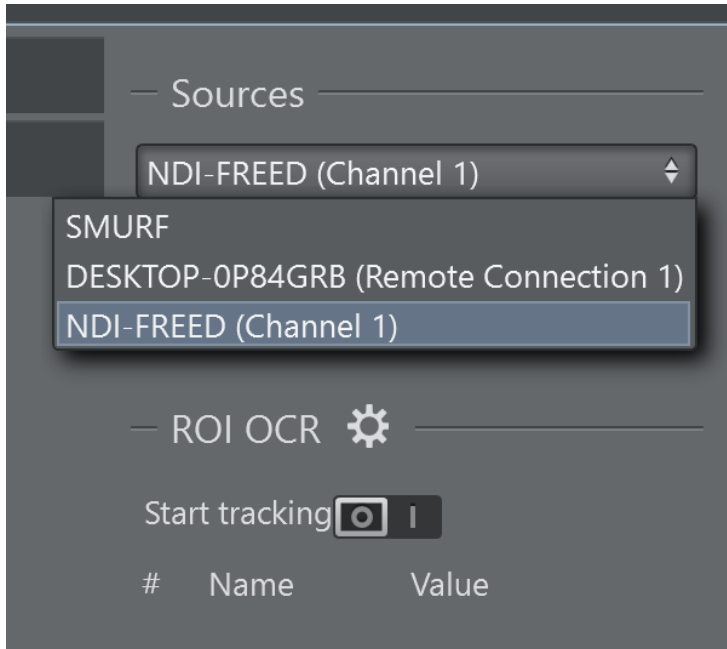 Sources
NDI-FREED (Channel 1)
SMURF
DESKTOP-0P84GRB (Remote Connection 1)
NDI-FREED (Channel 1)
ROI OCR
Start tracking O I
# Name Value